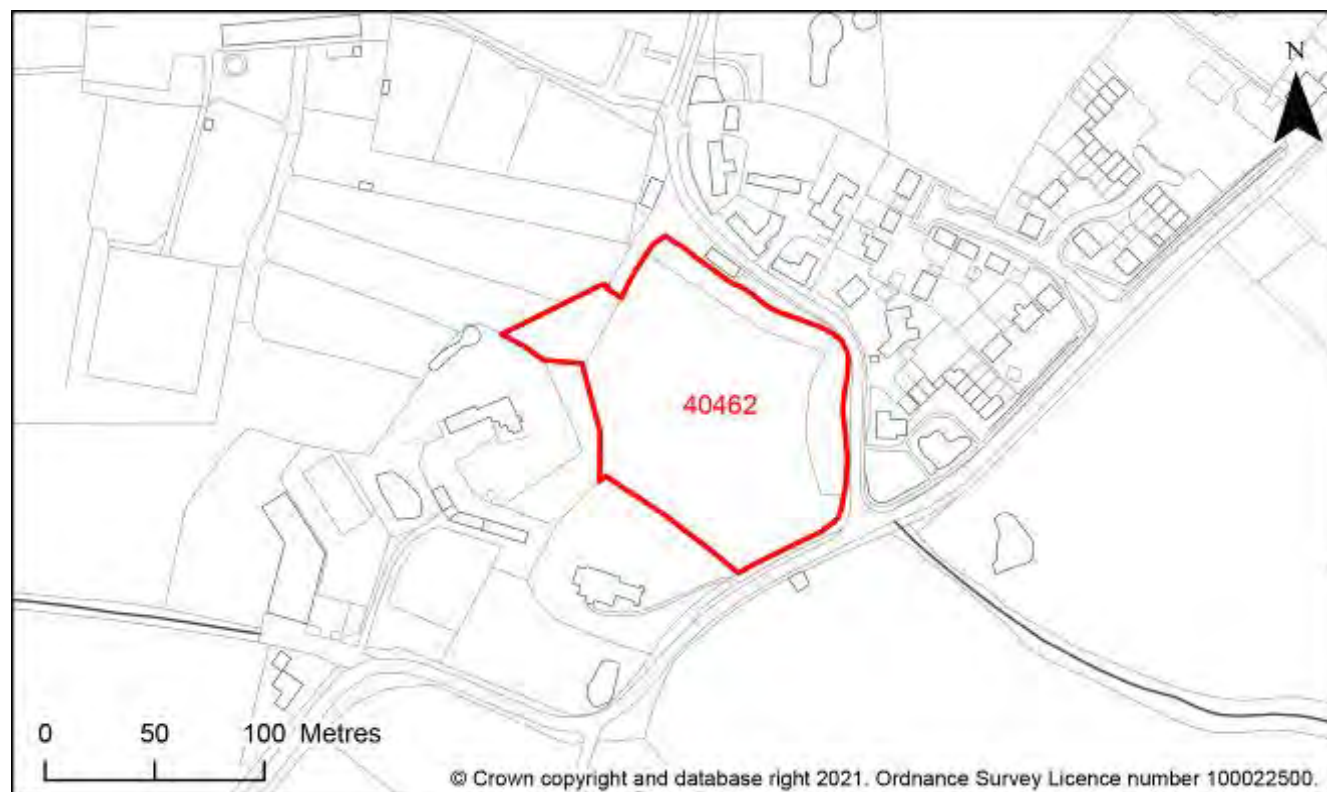 N
40462
0 50 100 Metres
© Crown copyright and database right 2021. Ordnance Survey Licence number 100022500.